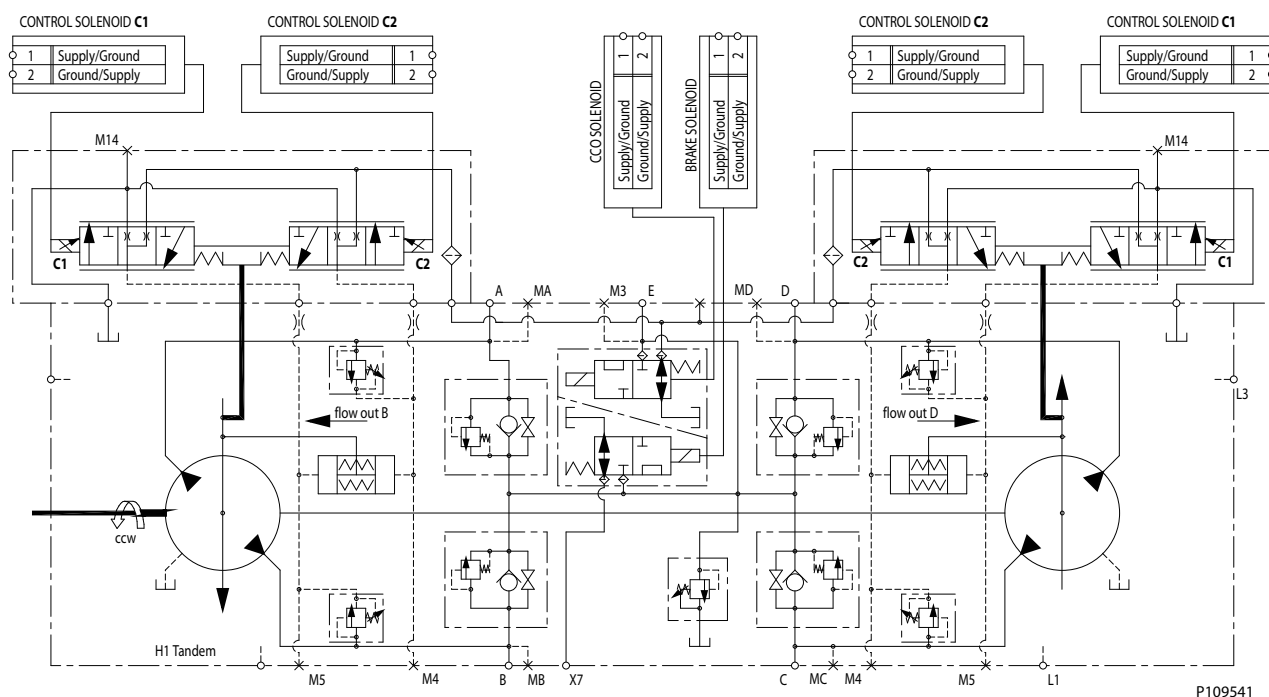 CONTROL SOLENOID C1
CONTROL SOLENOID C2
CONTROL SOLENOID C2
CONTROL SOLENOID C1
1 Supply/Ground
2 Ground/Supply
Supply/Ground 1
Ground/Supply 2
CCO SOLENOID
Supply/Ground 1
Ground/Supply 2
BRAKE SOLENOID
Supply/Ground 1
Ground/Supply 2
1 Supply/Ground
2 Ground/Supply
Supply/Ground 1
Ground/Supply 2
M14
M14
C1
C2
C2
C1
A
MA
M3
E
MD
D
L3
flow out B
flow out D
ccw
H1 Tandem
M5
M4
B
MB
X7
C
MC
M4
M5
L1
P109541